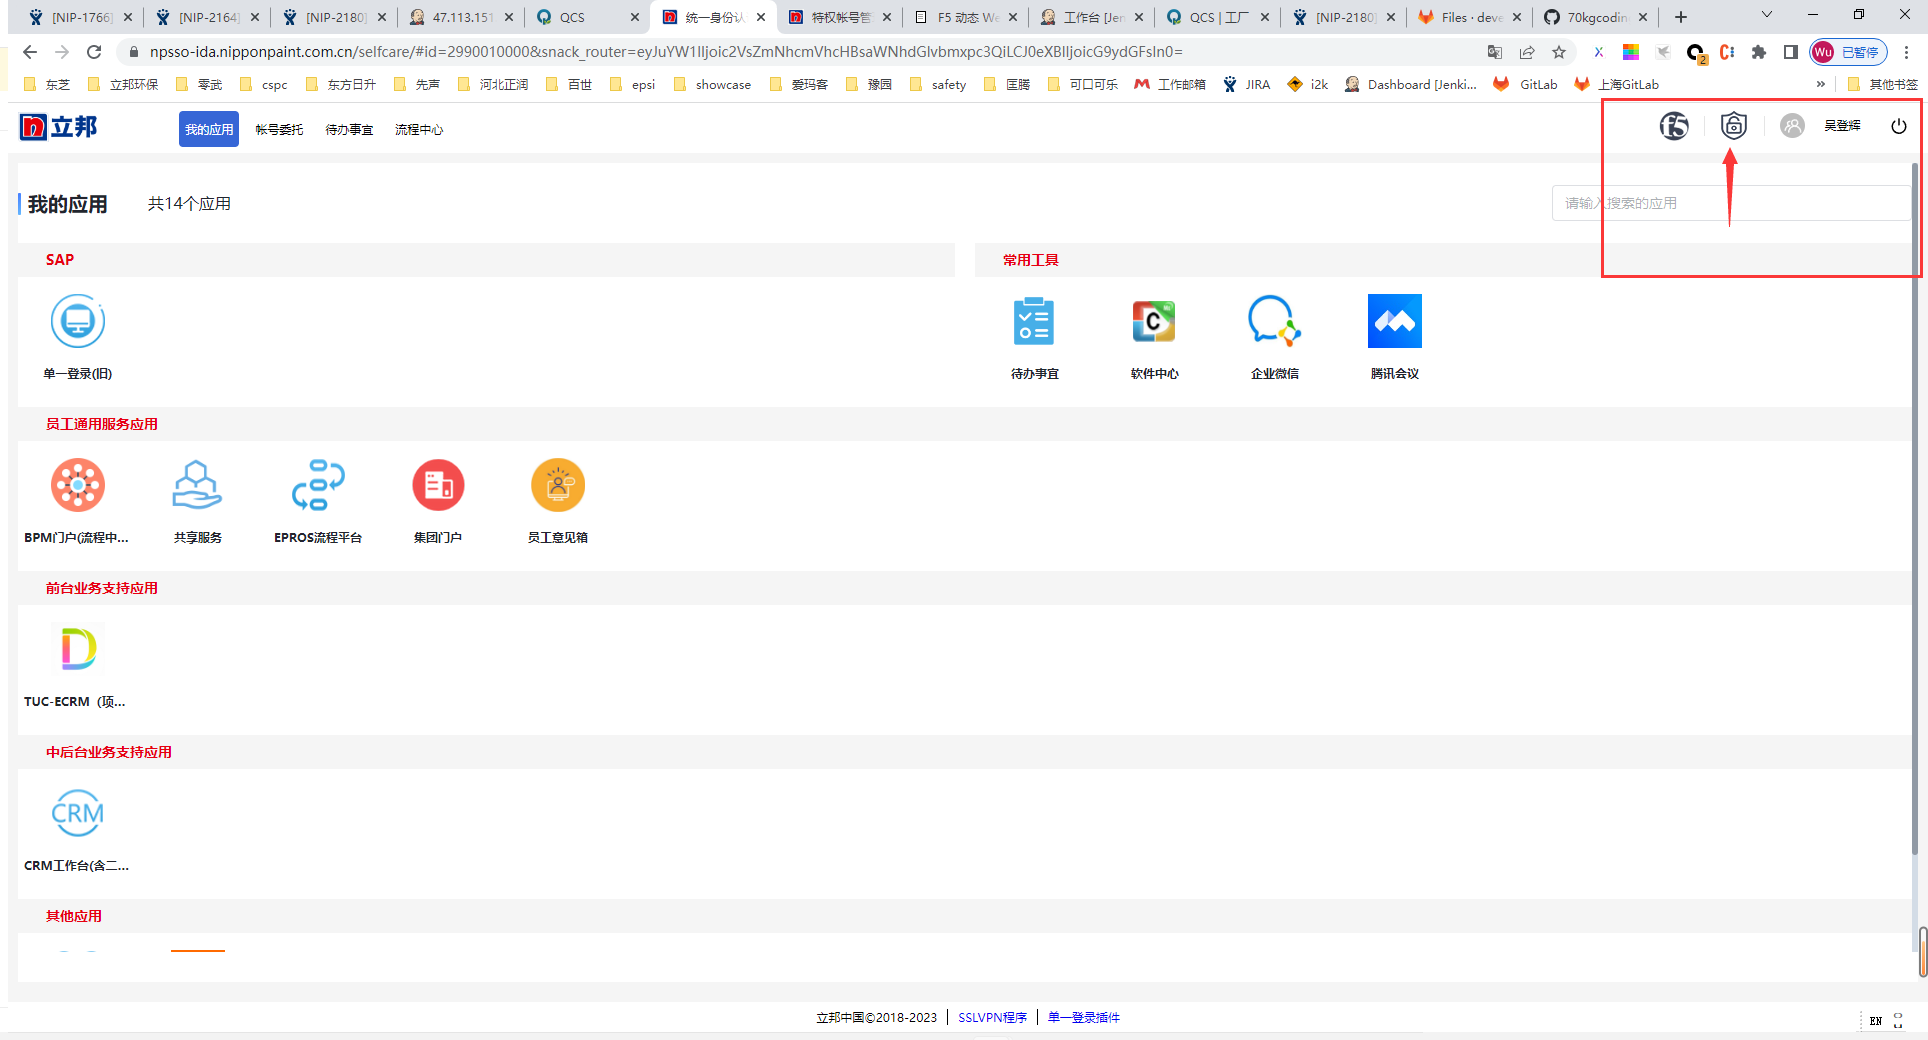 [NIP-1766]
[NIP-2164]
[NIP-2180]
47.113.151
QCS
统一身份认
特权帐号管
F5 动态 We
工作台 [Jen
QCS | 工厂
[NIP-2180]
Files · deve
70kgcoding
npsso-ida.nipponpaint.com.cn/selfcare/#id=2990010000&snack_router=eyJuYW1lIjoic2VsZmNhcmVhcHBsaWNhdGlvbmxpc3QiLCJ0eXBlIjoicG9ydGFsIn0=
2
Wu 已暂停
东芝
立邦环保
零武
cspc
东方日升
先声
河北正润
百世
epsi
showcase
爱玛客
豫园
safety
匡腾
可口可乐
工作邮箱
JIRA
i2k
Dashboard [Jenki...
GitLab
上海GitLab
»
其他书签
立邦
我的应用
帐号委托
待办事宜
流程中心
f5
吴登辉
我的应用
共14个应用
请输入搜索的应用
SAP
常用工具
单一登录(旧)
待办事宜
C
软件中心
企业微信
腾讯会议
员工通用服务应用
BPM门户(流程中...
共享服务
EPROS流程平台
集团门户
员工意见箱
前台业务支持应用
TUC-ECRM（项...
中后台业务支持应用
CRM
CRM工作台(含二...
其他应用
立邦中国©2018-2023 | SSLVPN程序 | 单一登录插件
EN